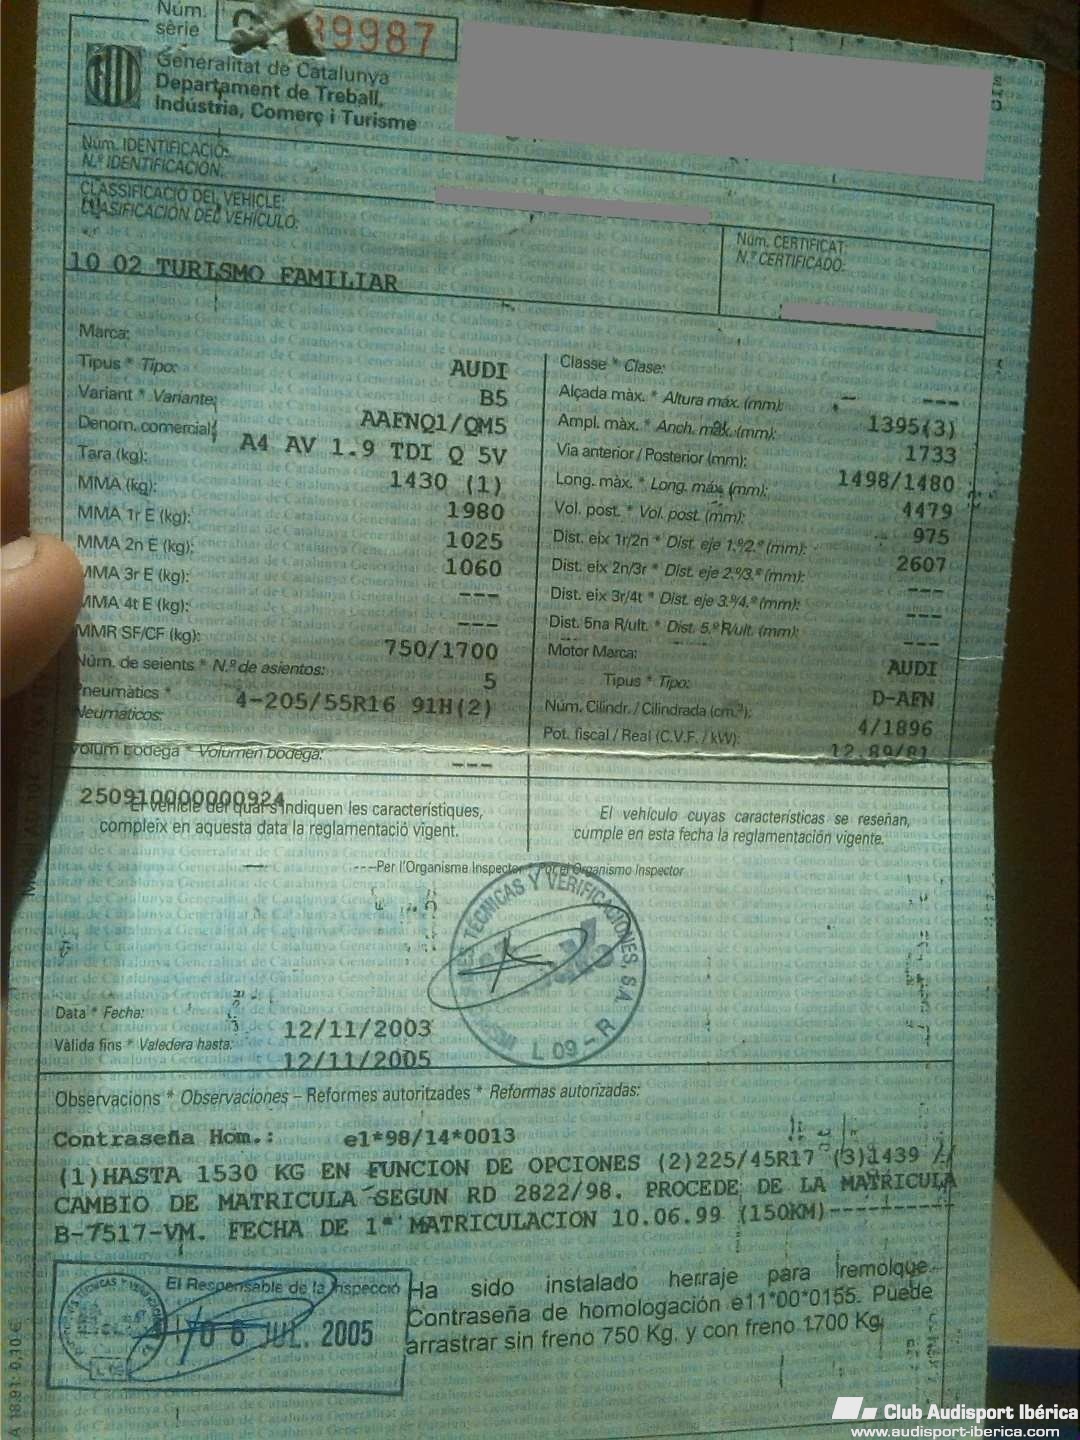 Núm.
sèrie
39987
Generalitat de Catalunya
Departament de Treball,
Indústria, Comerç i Turisme
Núm. IDENTIFICACIÓ:
N.º IDENTIFICACIÓN:
CLASSIFICACIÓ DEL VEHICLE:
CLASIFICACIÓN DEL VEHÍCULO:
Núm. CERTIFICAT:
N.º CERTIFICADO:
10 02 TURISMO FAMILIAR
Marca: AUDI
Tipus * Tipo: B5
Variant * Variante: AAFNQ1/QM5
Denom. comercial: A4 AV 1.9 TDI Q 5V
Tara (kg): 1430 (1)
MMA (kg): 1980
MMA 1r E (kg): 1025
MMA 2n E (kg): 1060
MMA 3r E (kg): ---
MMA 4t E (kg): ---
MMR SF/CF (kg): 750/1700
Núm. de seients * N.º de asientos: 5
Pneumàtics * 4-205/55R16 91H(2)
Neumáticos:
Volum bodega * Volumen bodega: ---
Classe * Clase: - ---
Alçada màx. * Altura máx. (mm): 1395(3)
Ampl. màx. * Anch. máx. (mm): 1733
Via anterior / Posterior (mm): 1498/1480
Long. màx. * Long. máx. (mm): 4479
Vol. post. * Vol. post. (mm): 975
Dist. eix 1r/2n * Dist. eje 1.º/2.º (mm): 2607
Dist. eix 2n/3r * Dist. eje 2.º/3.º (mm): ---
Dist. eix 3r/4t * Dist. eje 3.º/4.º (mm): ---
Dist. 5na R/ult. * Dist. 5.ª R/ult. (mm): ---
Motor Marca: AUDI
Tipus * Tipo: D-AFN
Núm. Cilindr. / Cilindrada (cm.³): 4/1896
Pot. fiscal / Real (C.V.F. / kW): 12.89/81
250910000000924
El vehicle del qual s'indiquen les característiques,
compleix en aquesta data la reglamentació vigent.
El vehículo cuyas características se reseñan,
cumple en esta fecha la reglamentación vigente.
---Per l'Organisme Inspector * Por el Organismo Inspector
TÉCNICAS Y VERIFICACIONES, S.A.
L 09 - R
Data * Fecha: 12/11/2003
Vàlida fins * Valedera hasta: 12/11/2005
Observacions * Observaciones – Reformes autoritzades * Reformas autorizadas:
Contraseña Hom.: e1*98/14*0013
(1)HASTA 1530 KG EN FUNCION DE OPCIONES (2)225/45R17 (3)1439 //
CAMBIO DE MATRICULA SEGUN RD 2822/98. PROCEDE DE LA MATRICULA
B-7517-VM. FECHA DE 1ª MATRICULACION 10.06.99 (150KM)----------
El Responsable de la Inspecció
06 JUL. 2005
L 09
Ha sido instalado herraje para remolque.
Contraseña de homologación e11*00*0155. Puede
arrastrar sin freno 750 Kg. y con freno 1700 Kg.
A 18.91: 0,10 €
Club Audisport Ibérica
www.audisport-iberica.com